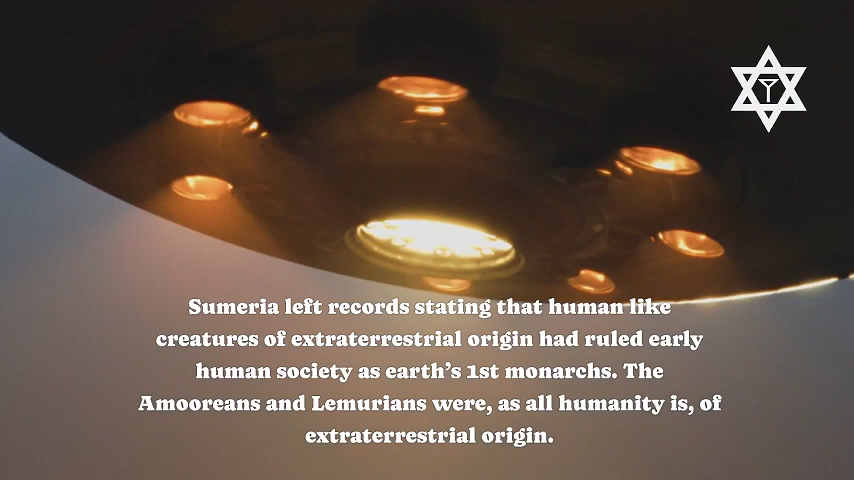 Sumeria left records stating that human like
creatures of extraterrestrial origin had ruled early
human society as earth’s 1st monarchs. The
Amooreans and Lemurians were, as all humanity is, of
extraterrestrial origin.